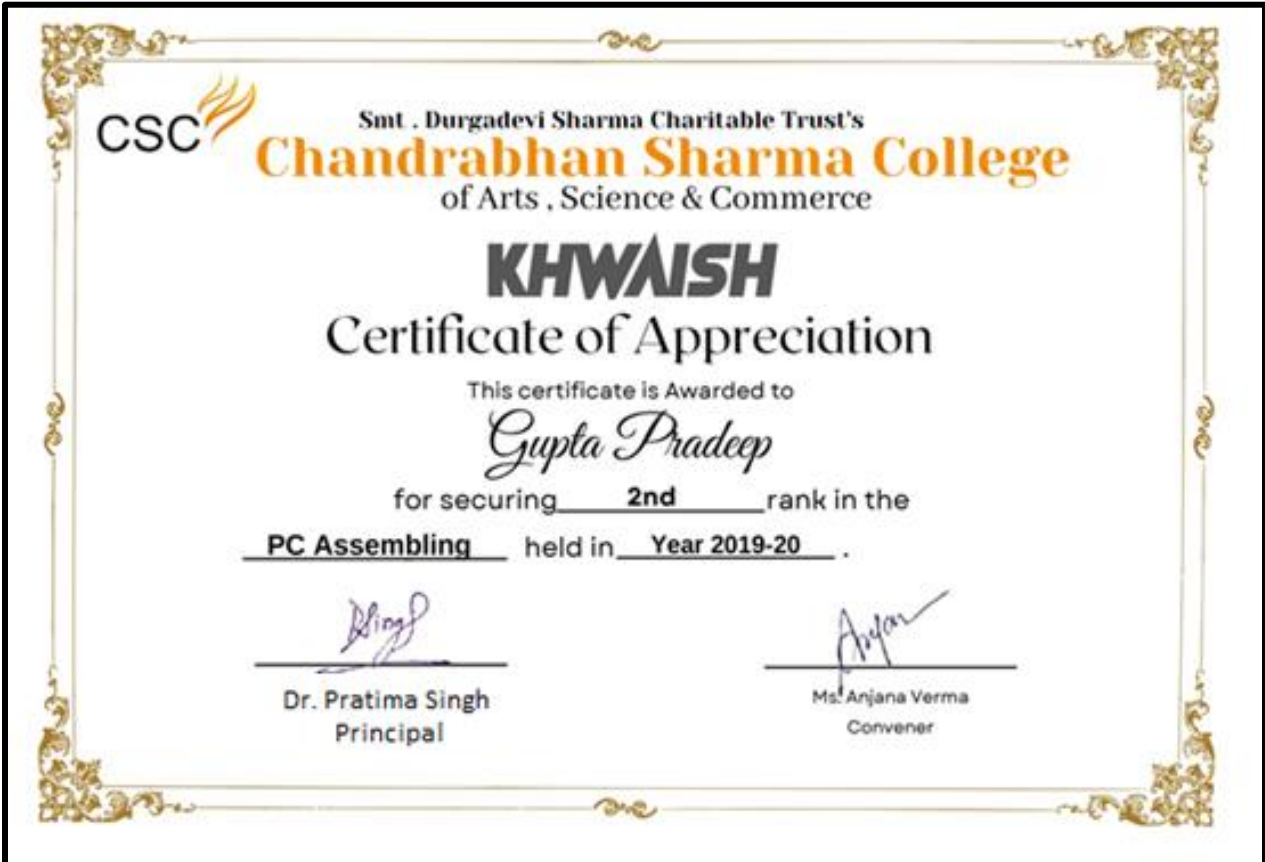 CSC
Smt . Durgadevi Sharma Charitable Trust's
Chandrabhan Sharma College
of Arts , Science & Commerce
KHWAISH
Certificate of Appreciation
This certificate is Awarded to
Gupta Pradeep
for securing 2nd rank in the
PC Assembling held in Year 2019-20 .
Dr. Pratima Singh
Principal
Ms. Anjana Verma
Convener